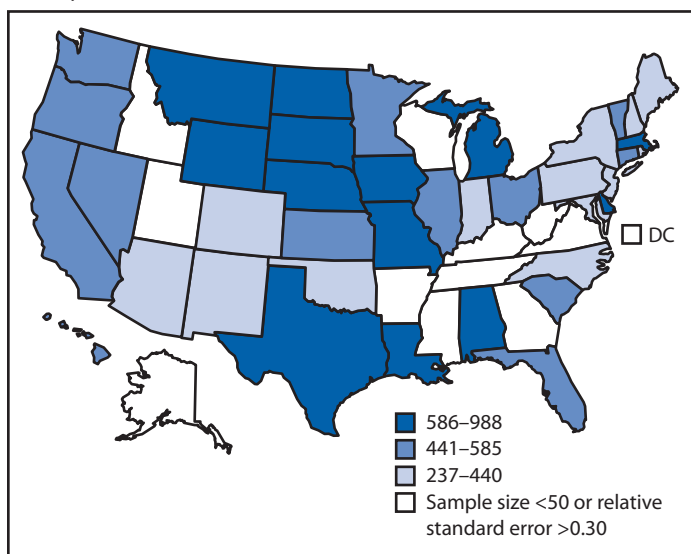 DC
586–988
441–585
237–440
Sample size <50 or relative
standard error >0.30